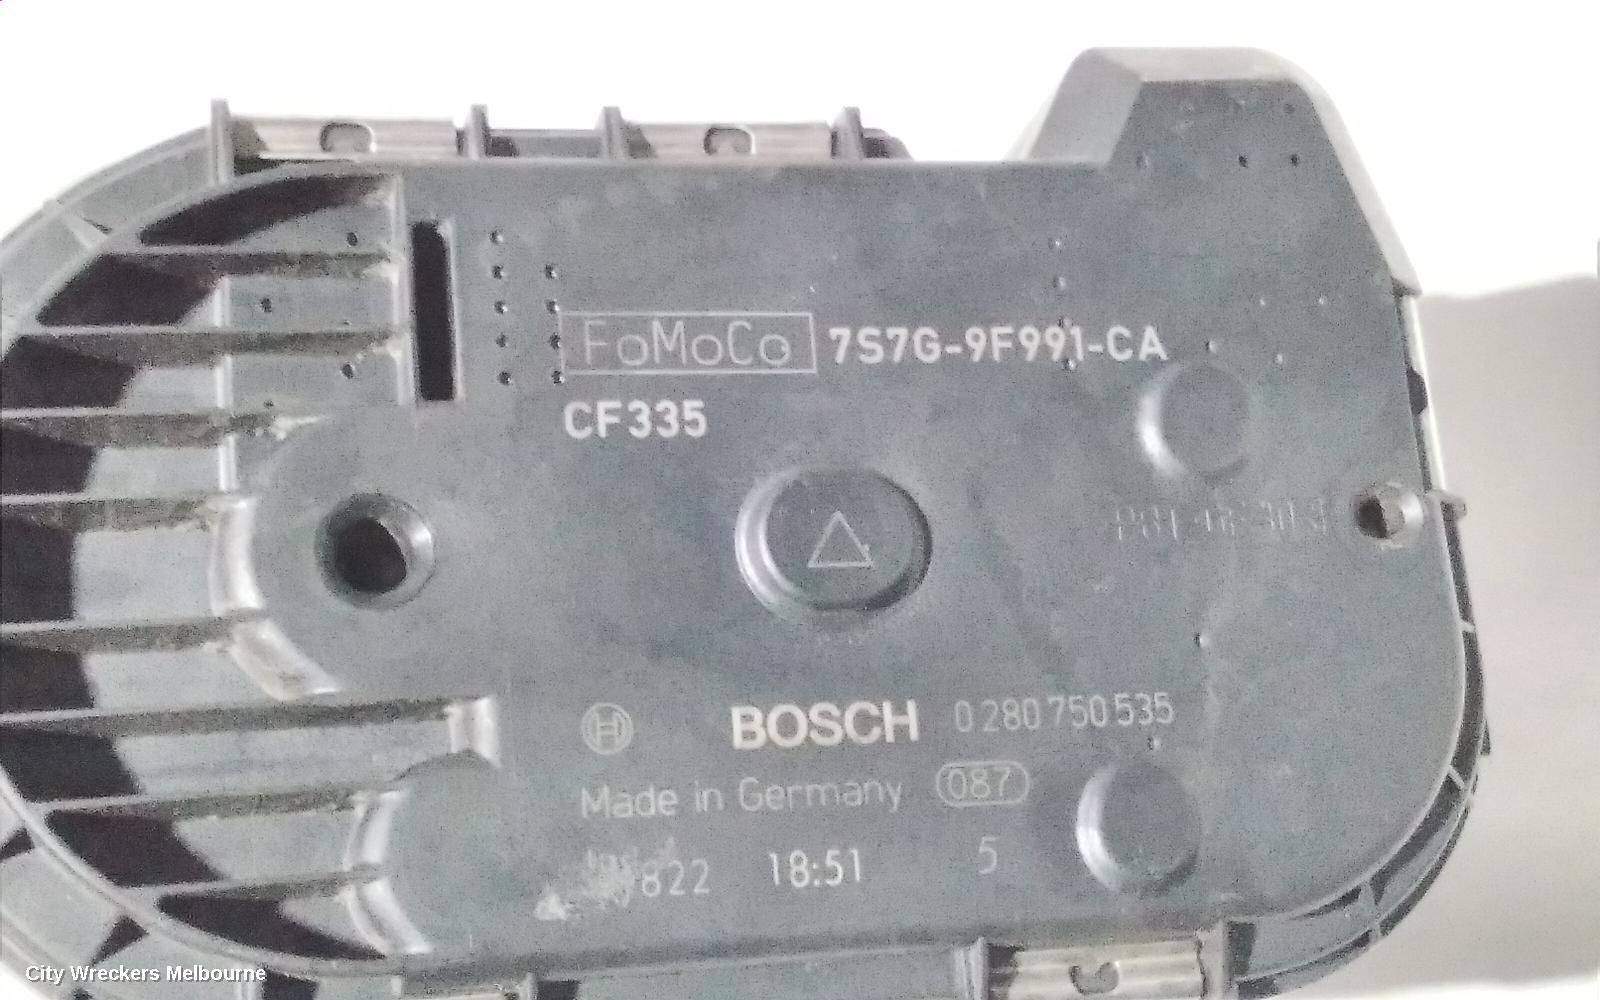 FoMoCo 7S7G-9F991-CA
CF335
BOSCH 0 280 750 535
Made in Germany 087
822 18:51 5
City Wreckers Melbourne